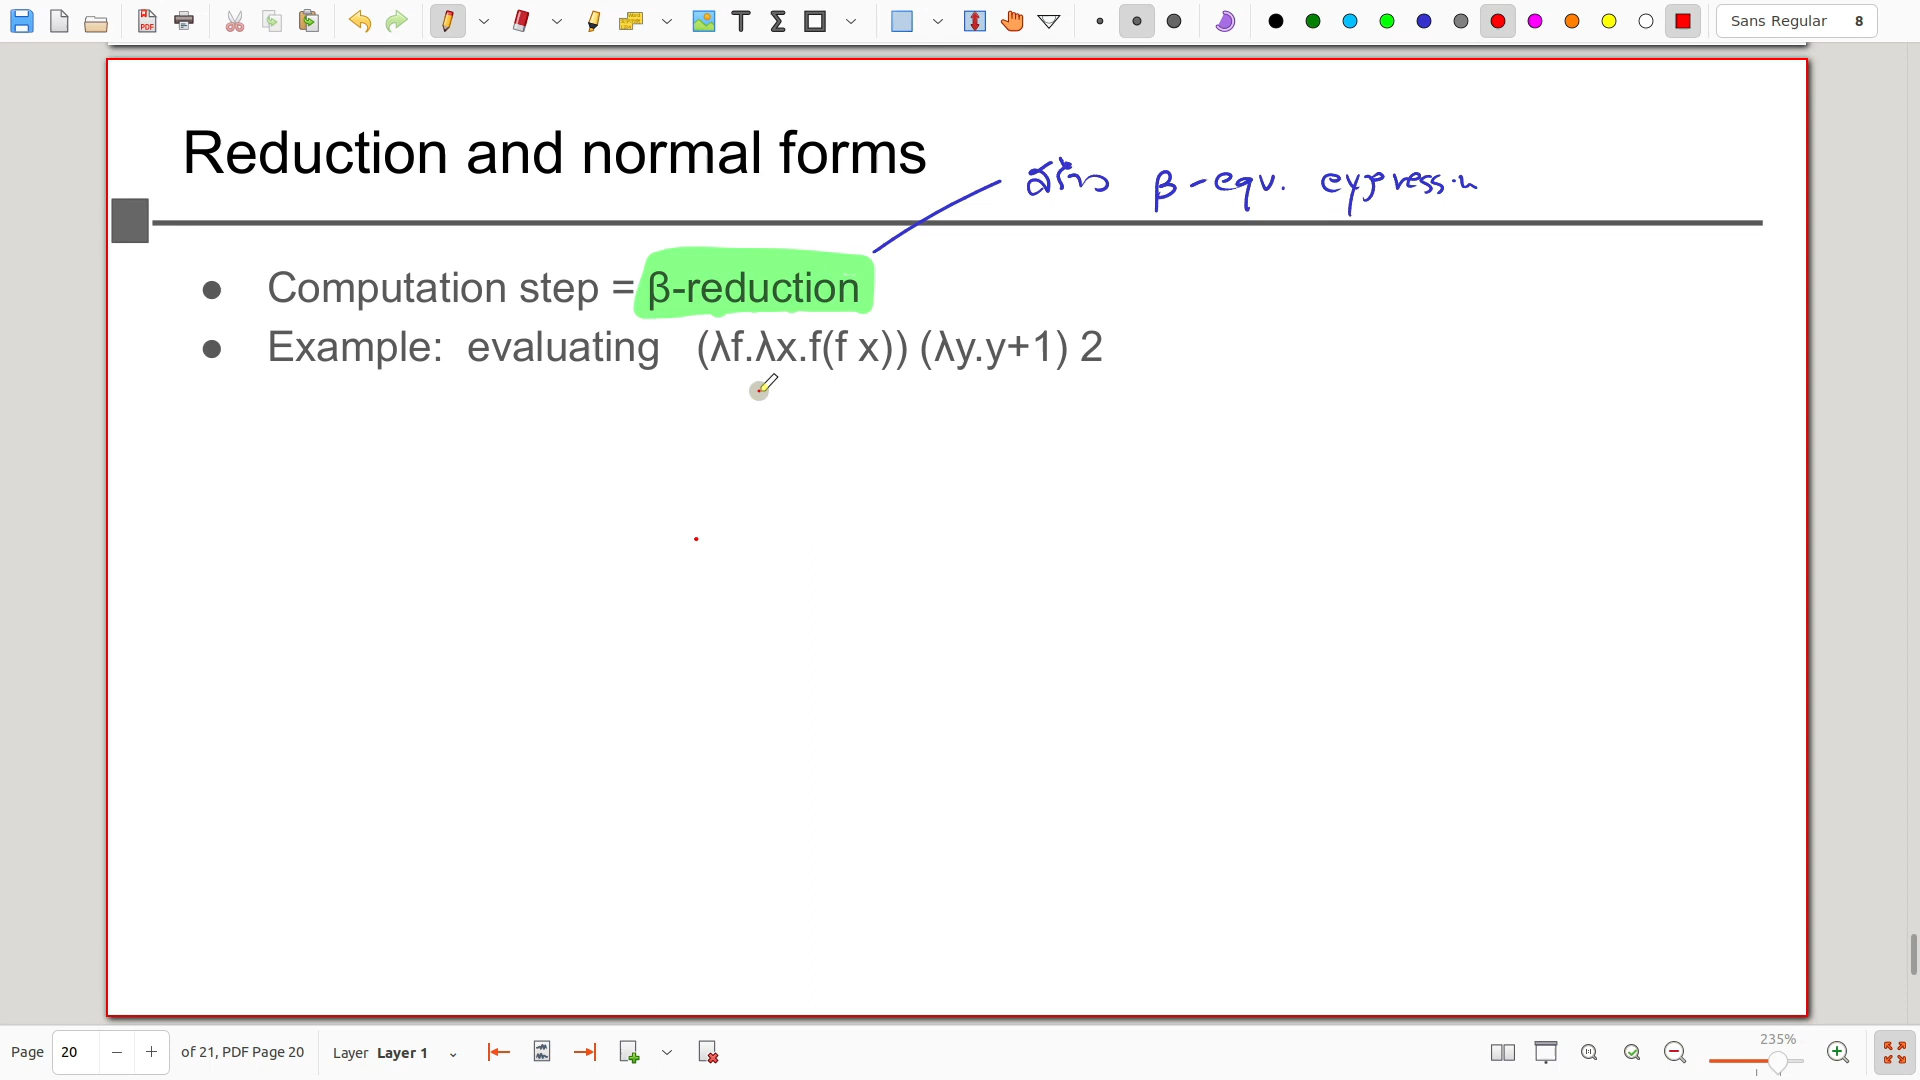 Sans Regular 8
Reduction and normal forms
สร้าง β-eqv. expression
● Computation step = β-reduction
● Example: evaluating (λf.λx.f(f x)) (λy.y+1) 2
Page 20 of 21, PDF Page 20 Layer Layer 1 235%